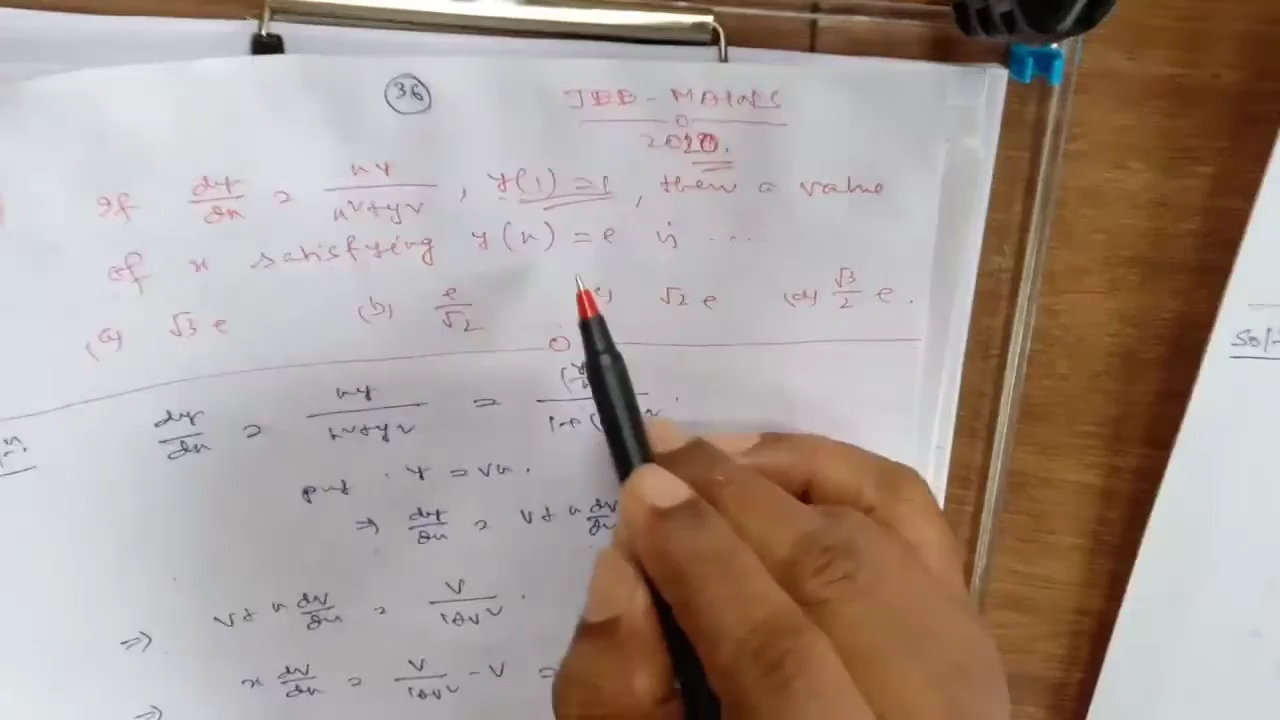 36
JEE - MAINS
2020.
If dy/dx = xy/x²+y², y(1)=1, then a value
of x satisfying y(x) = e is ...
(a) √3 e (b) e/√2 (c) √2 e (d) √3/2 e.
dy/dx = xy/x²+y² =
put y = vx.
⇒ dy/dx = v + x dv/dx
⇒ v + x dv/dx = v/1+v².
⇒ x dv/dx = v/1+v² - v =
Sol-